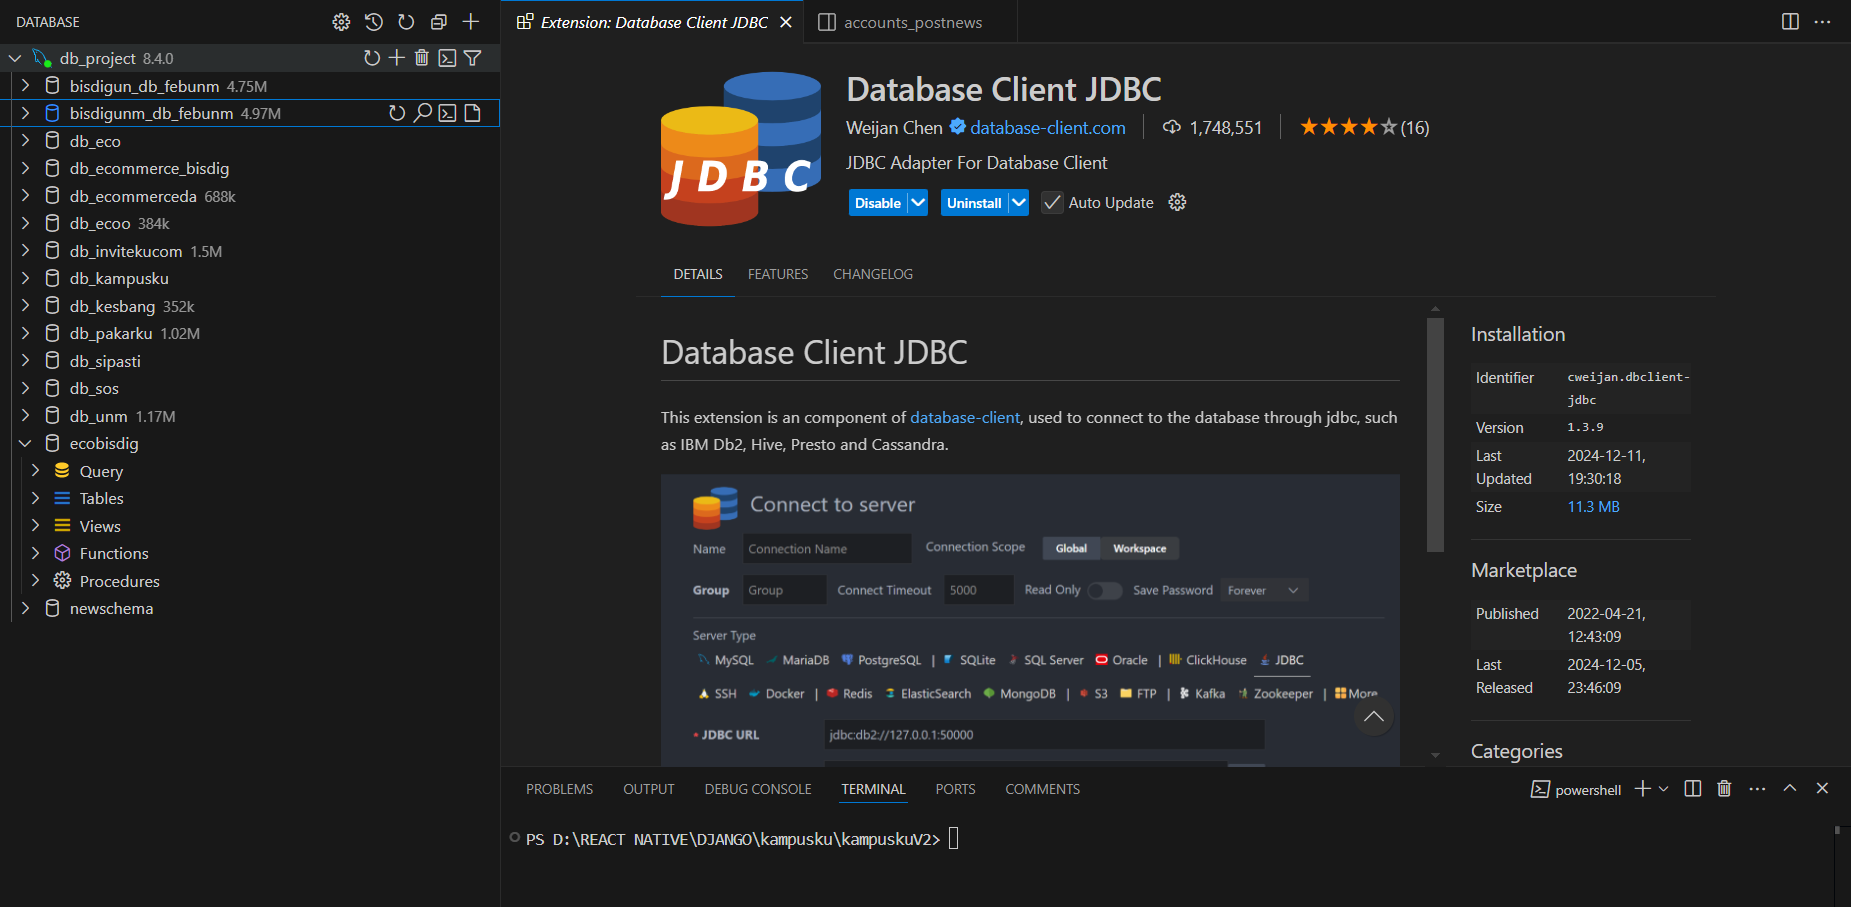 DATABASE
db_project 8.4.0
bisdigun_db_febunm 4.75M
bisdigunm_db_febunm 4.97M
db_eco
db_ecommerce_bisdig
db_ecommerceda 688k
db_ecoo 384k
db_invitekucom 1.5M
db_kampusku
db_kesbang 352k
db_pakarku 1.02M
db_sipasti
db_sos
db_unm 1.17M
ecobisdig
Query
Tables
Views
Functions
Procedures
newschema
Extension: Database Client JDBC
accounts_postnews
JDBC
Database Client JDBC
Weijan Chen database-client.com 1,748,551 (16)
JDBC Adapter For Database Client
Disable Uninstall Auto Update
DETAILS FEATURES CHANGELOG
Database Client JDBC
This extension is an component of database-client, used to connect to the database through jdbc, such
as IBM Db2, Hive, Presto and Cassandra.
Connect to server
Name Connection Name Connection Scope Global Workspace
Group Group Connect Timeout 5000 Read Only Save Password Forever
Server Type
MySQL MariaDB PostgreSQL | SQLite SQL Server Oracle | ClickHouse JDBC
SSH Docker | Redis ElasticSearch MongoDB | S3 FTP | Kafka Zookeeper | More
* JDBC URL jdbc:db2://127.0.0.1:50000
Installation
Identifier cweijan.dbclient-
jdbc
Version 1.3.9
Last 2024-12-11,
Updated 19:30:18
Size 11.3 MB
Marketplace
Published 2022-04-21,
12:43:09
Last 2024-12-05,
Released 23:46:09
Categories
PROBLEMS OUTPUT DEBUG CONSOLE TERMINAL PORTS COMMENTS
powershell
PS D:\REACT NATIVE\DJANGO\kampusku\kampuskuV2>